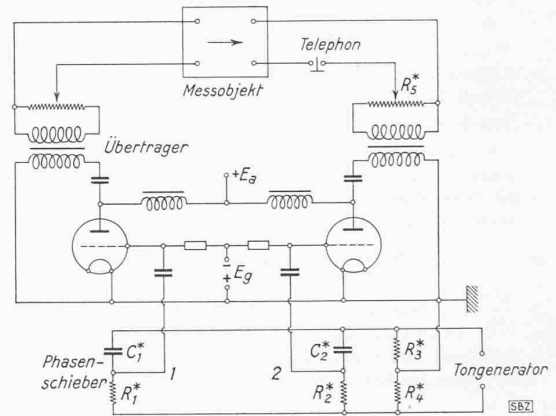 Telephon
Messobjekt
R5*
Übertrager
+Ea
−
+
Eg
Phasen-
schieber
C1*
R1*
1
2
C2*
R2*
R3*
R4*
Tongenerator
SBZ